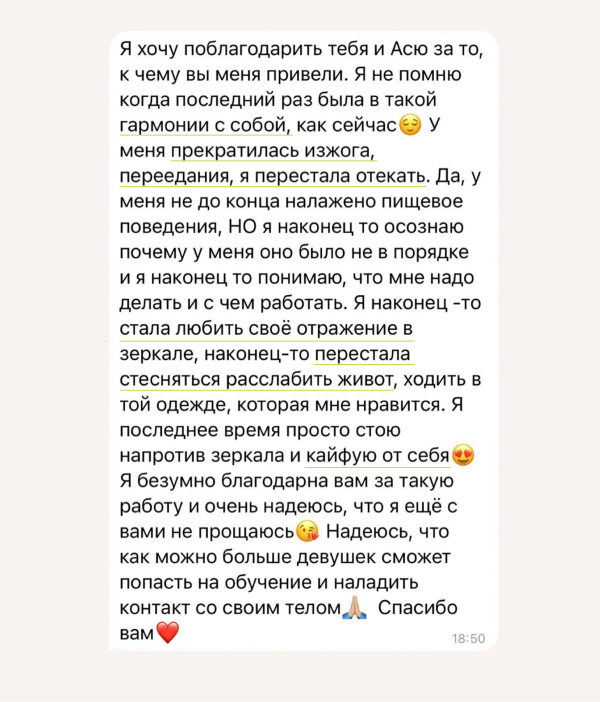 Я хочу поблагодарить тебя и Асю за то,
к чему вы меня привели. Я не помню
когда последний раз была в такой
гармонии с собой, как сейчас😌 У
меня прекратилась изжога,
переедания, я перестала отекать. Да, у
меня не до конца налажено пищевое
поведения, НО я наконец то осознаю
почему у меня оно было не в порядке
и я наконец то понимаю, что мне надо
делать и с чем работать. Я наконец -то
стала любить своё отражение в
зеркале, наконец-то перестала
стесняться расслабить живот, ходить в
той одежде, которая мне нравится. Я
последнее время просто стою
напротив зеркала и кайфую от себя😍
Я безумно благодарна вам за такую
работу и очень надеюсь, что я ещё с
вами не прощаюсь😘 Надеюсь, что
как можно больше девушек сможет
попасть на обучение и наладить
контакт со своим телом🙏🏼 Спасибо
вам❤️
18:50